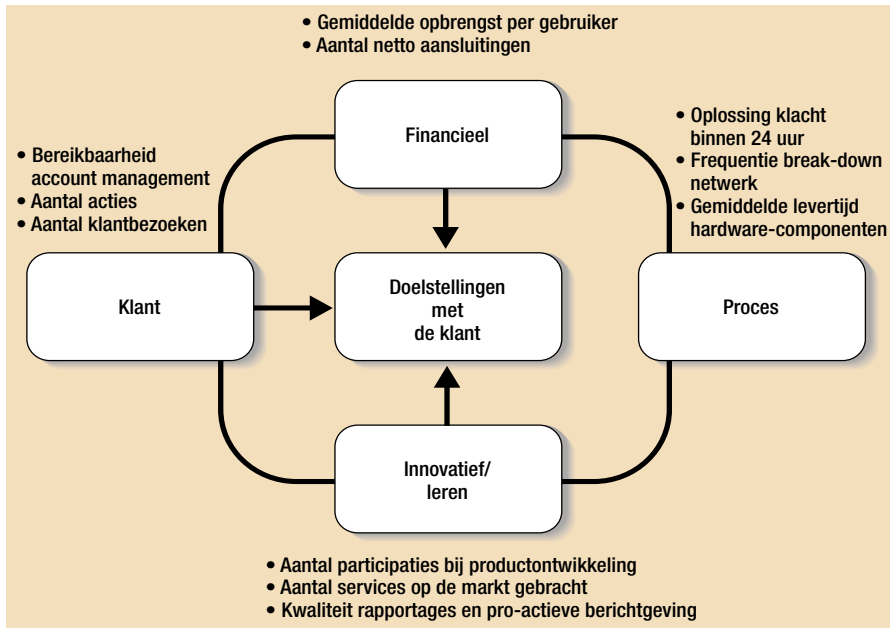 • Gemiddelde opbrengst per gebruiker
• Aantal netto aansluitingen
Financieel
• Oplossing klacht
binnen 24 uur
• Frequentie break-down
netwerk
• Gemiddelde levertijd
hardware-componenten
• Bereikbaarheid
account management
• Aantal acties
• Aantal klantbezoeken
Klant
Doelstellingen
met
de klant
Proces
Innovatief/
leren
• Aantal participaties bij productontwikkeling
• Aantal services op de markt gebracht
• Kwaliteit rapportages en pro-actieve berichtgeving